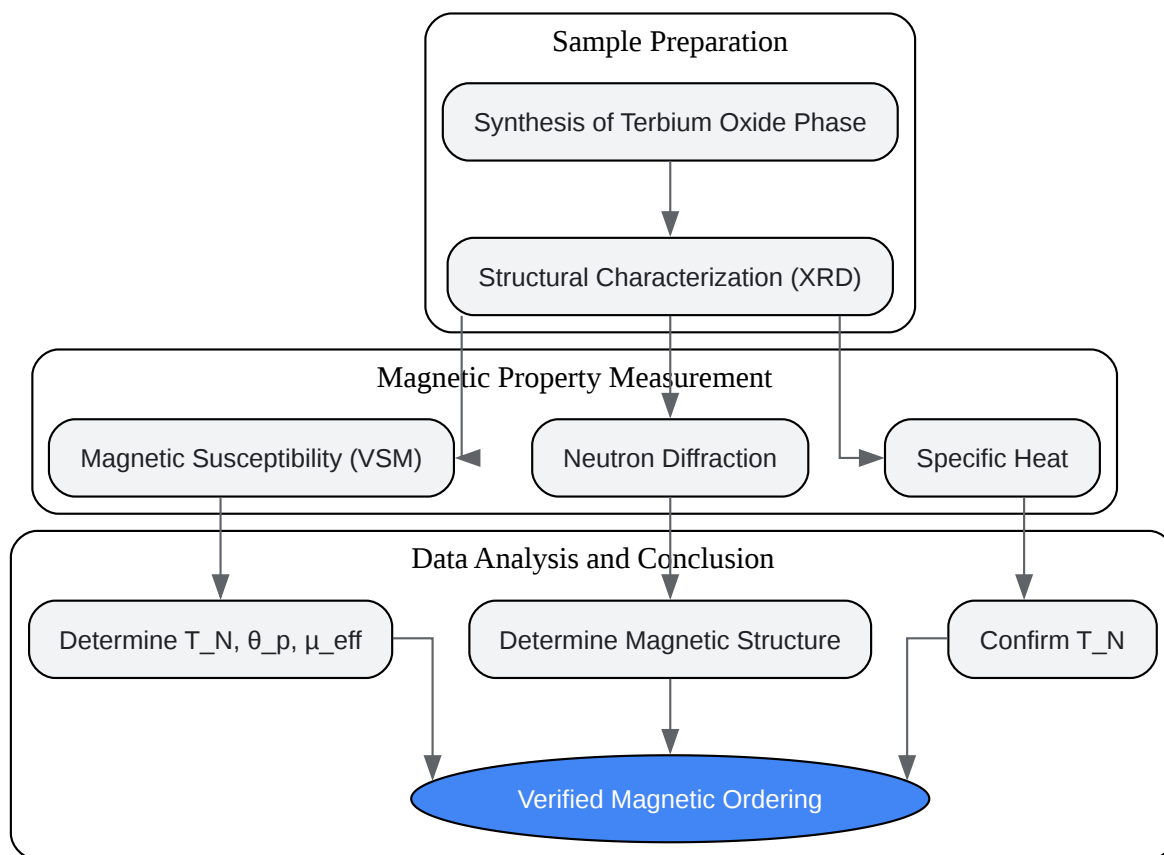 Sample Preparation
Synthesis of Terbium Oxide Phase
Structural Characterization (XRD)
Magnetic Property Measurement
Magnetic Susceptibility (VSM)
Neutron Diffraction
Specific Heat
Data Analysis and Conclusion
Determine T_N, θ_p, μ_eff
Determine Magnetic Structure
Confirm T_N
Verified Magnetic Ordering